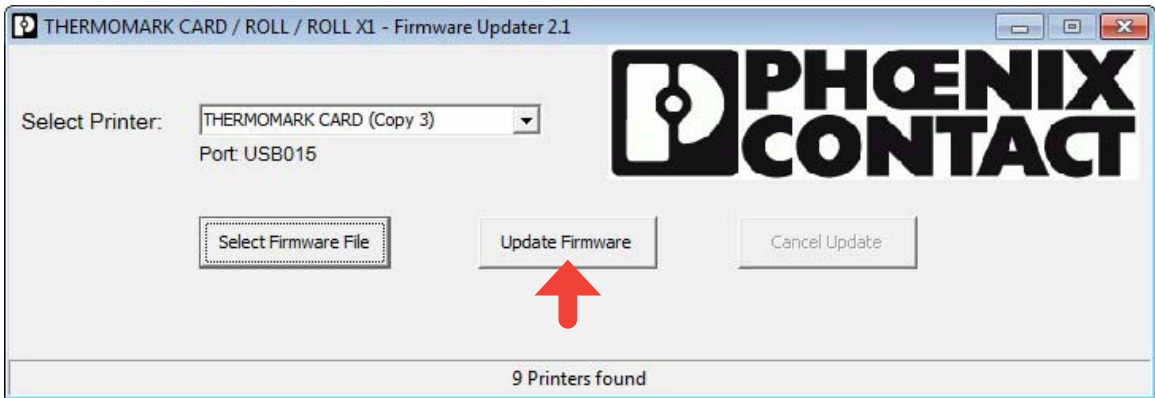 THERMOMARK CARD / ROLL / ROLL X1 - Firmware Updater 2.1
PHŒNIX
CONTACT
Select Printer:
THERMOMARK CARD (Copy 3)
Port: USB015
Select Firmware File
Update Firmware
Cancel Update
9 Printers found